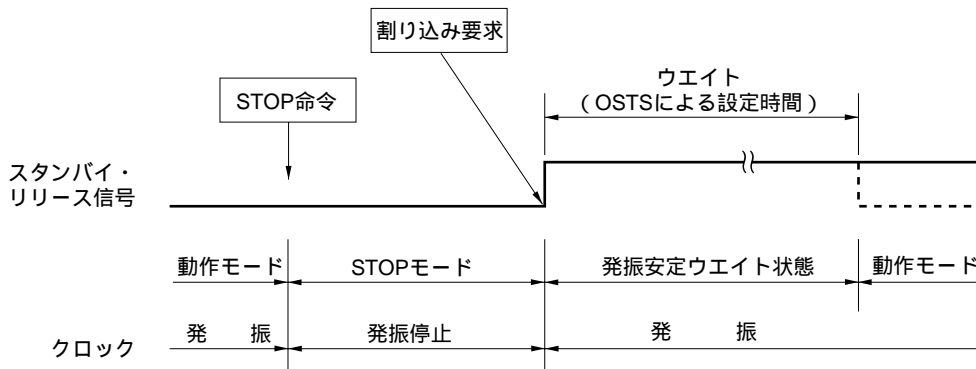 割り込み要求
ウエイト
STOP命令
(OSTSによる設定時間)
スタンバイ・
リリース信号
動作モード STOPモード 発振安定ウエイト状態 動作モード
クロック 発 振 発振停止 発 振